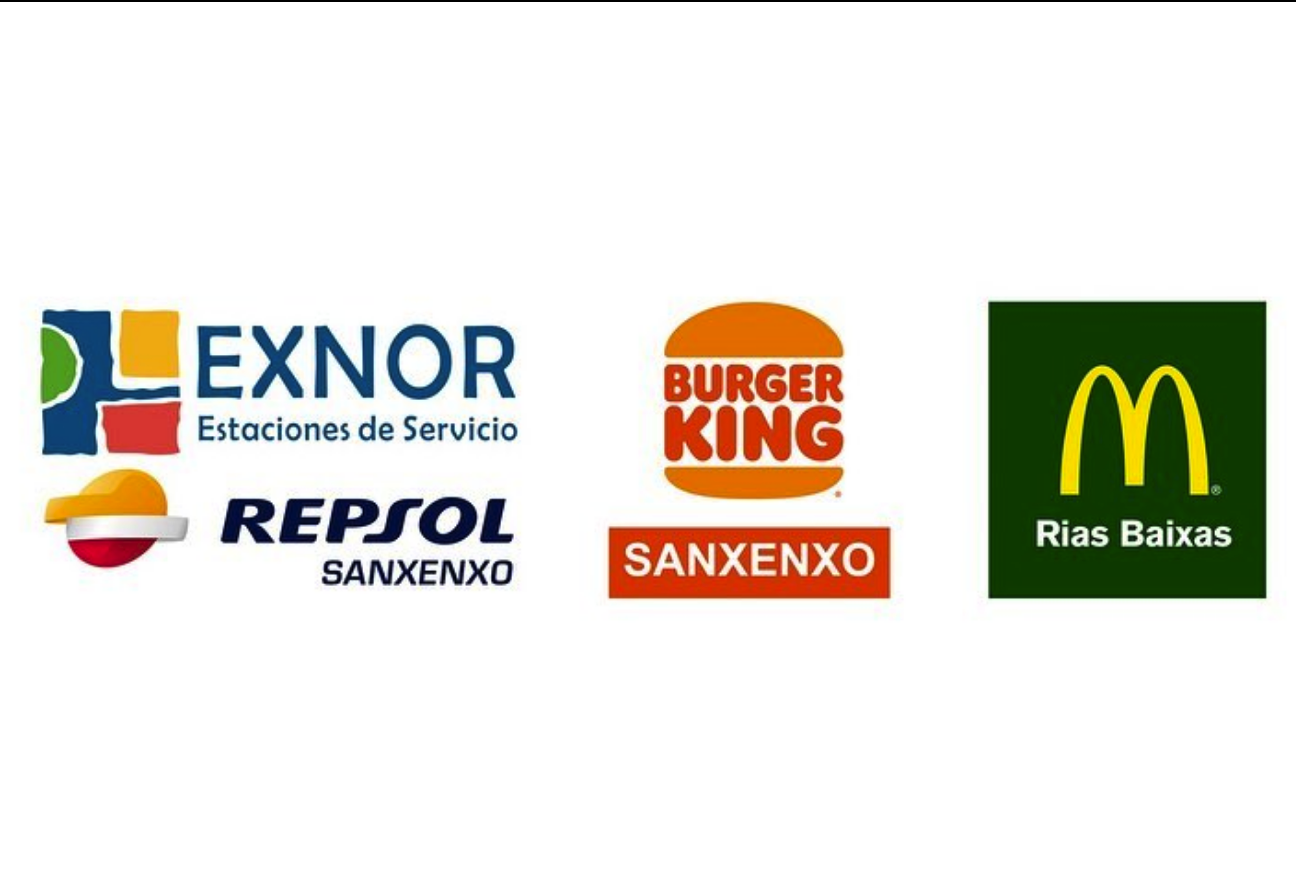 EXNOR
Estaciones de Servicio
REPSOL
SANXENXO
BURGER
KING
SANXENXO
Rias Baixas